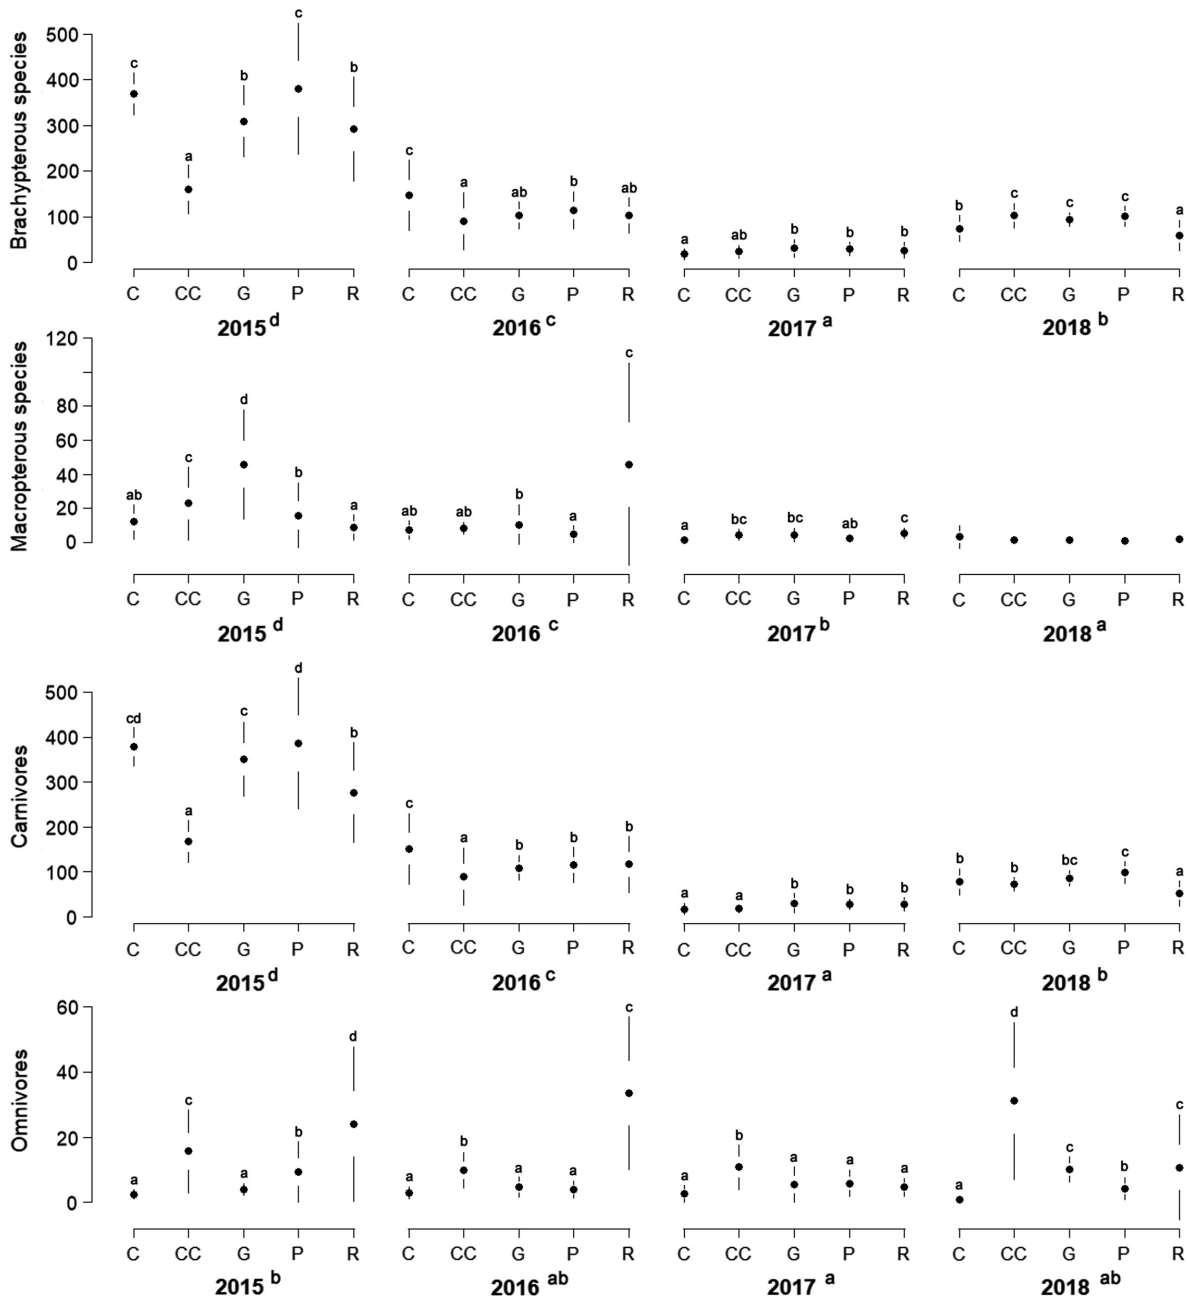 Brachypterous species
500
400
300
200
100
0
c a b c b
c a ab b ab
a ab b b b
b c c c a
C CC G P R C CC G P R C CC G P R C CC G P R
2015 d 2016 c 2017 a 2018 b
Macropterous species
120
80
60
40
20
0
ab c d b a
ab ab b a c
a bc bc ab c
C CC G P R C CC G P R C CC G P R C CC G P R
2015 d 2016 c 2017 b 2018 a
Carnivores
500
400
300
200
100
0
cd a c d b
c a b b b
a a b b b
b b bc c a
C CC G P R C CC G P R C CC G P R C CC G P R
2015 d 2016 c 2017 a 2018 b
Omnivores
60
40
20
0
a c a b d
a b a a c
a b a a a
a d c b c
C CC G P R C CC G P R C CC G P R C CC G P R
2015 b 2016 ab 2017 a 2018 ab